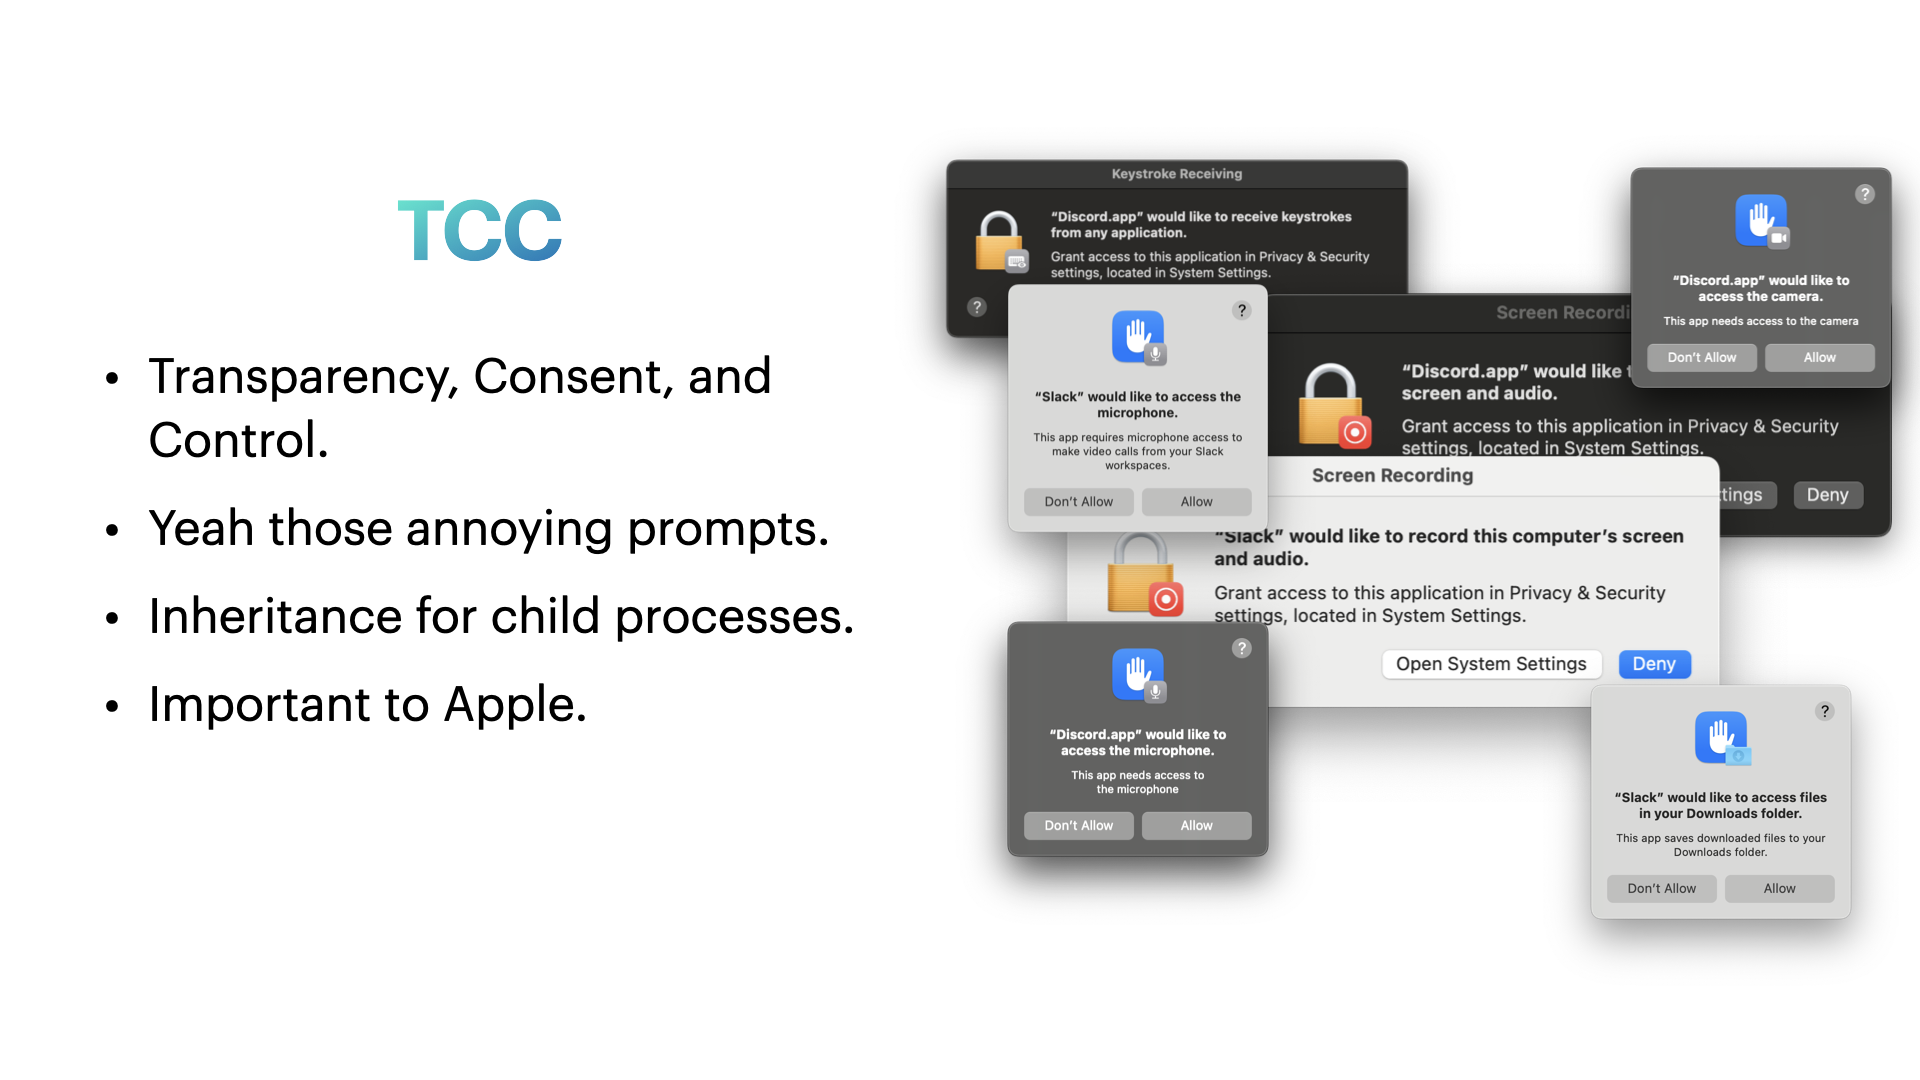 TCC
• Transparency, Consent, and
Control.
• Yeah those annoying prompts.
• Inheritance for child processes.
• Important to Apple.
Keystroke Receiving
“Discord.app” would like to receive keystrokes
from any application.
Grant access to this application in Privacy & Security
settings, located in System Settings.
?
?
“Discord.app” would like to
access the camera.
This app needs access to the camera
Don’t Allow
Allow
?
“Slack” would like to access the
microphone.
This app requires microphone access to
make video calls from your Slack
workspaces.
Don’t Allow
Allow
Screen Recordi
“Discord.app” would like
screen and audio.
Grant access to this application in Privacy & Security
settings, located in System Settings.
ttings
Deny
Screen Recording
“Slack” would like to record this computer’s screen
and audio.
Grant access to this application in Privacy & Security
settings, located in System Settings.
Open System Settings
Deny
?
“Discord.app” would like to
access the microphone.
This app needs access to
the microphone
Don’t Allow
Allow
?
“Slack” would like to access files
in your Downloads folder.
This app saves downloaded files to your
Downloads folder.
Don’t Allow
Allow